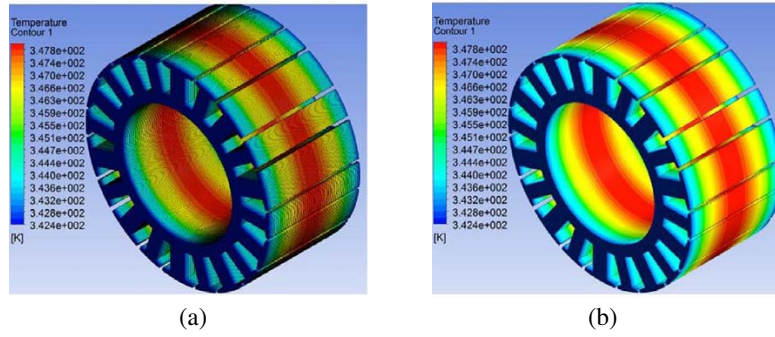 Temperature
Contour 1
3.478e+002
3.474e+002
3.470e+002
3.466e+002
3.463e+002
3.459e+002
3.455e+002
3.451e+002
3.447e+002
3.444e+002
3.440e+002
3.436e+002
3.432e+002
3.428e+002
3.424e+002
[K]
(a)
Temperature
Contour 1
3.478e+002
3.474e+002
3.470e+002
3.466e+002
3.463e+002
3.459e+002
3.455e+002
3.451e+002
3.447e+002
3.444e+002
3.440e+002
3.436e+002
3.432e+002
3.428e+002
3.424e+002
[K]
(b)